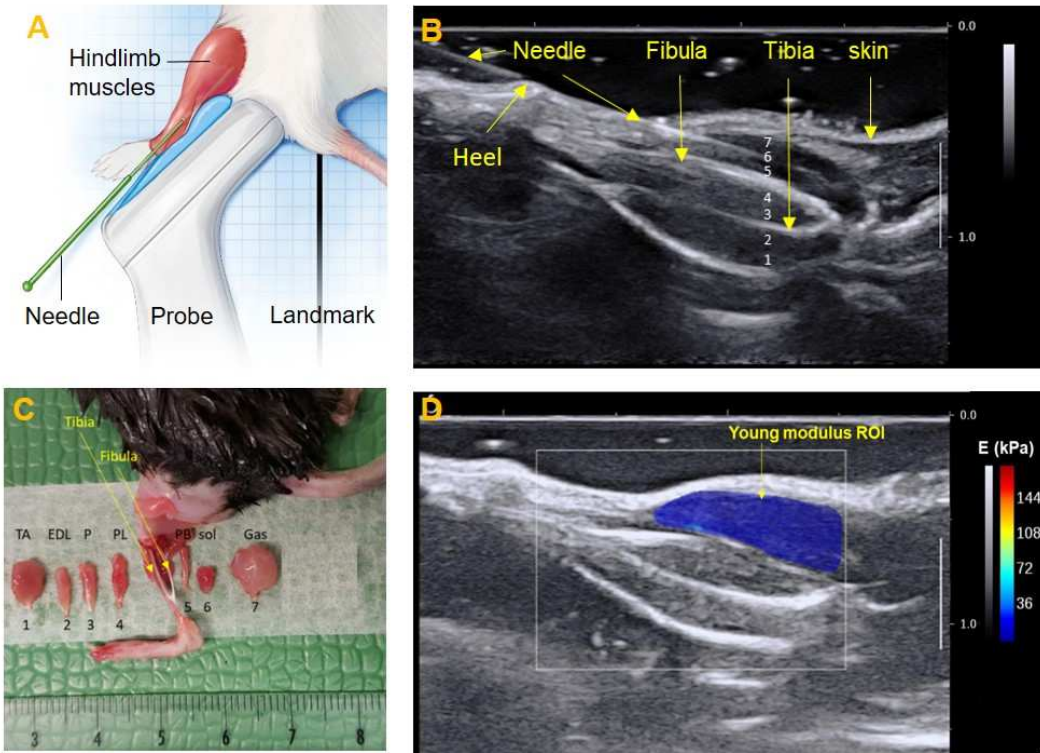 A
Hindlimb
muscles
Needle
Probe
Landmark
B
Needle
Fibula
Tibia
skin
Heel
7
6
5
4
3
2
1
0.0
1.0
C
Tibia
Fibula
TA EDL P PL PB sol Gas
1 2 3 4 5 6 7
3 4 5 6 7 8
D
Young modulus ROI
0.0
1.0
E (kPa)
144
108
72
36